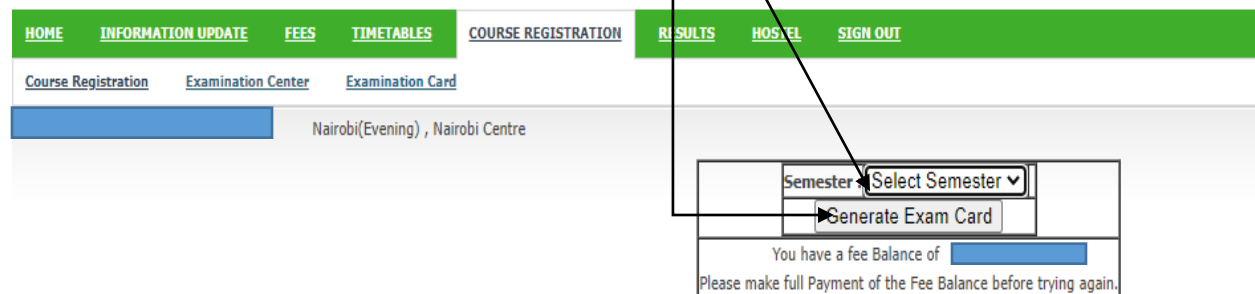 HOME INFORMATION UPDATE FEES TIMETABLES COURSE REGISTRATION RESULTS HOSTEL SIGN OUT
Course Registration Examination Center Examination Card
Nairobi(Evening) , Nairobi Centre
Semester : Select Semester
Generate Exam Card
You have a fee Balance of
Please make full Payment of the Fee Balance before trying again.